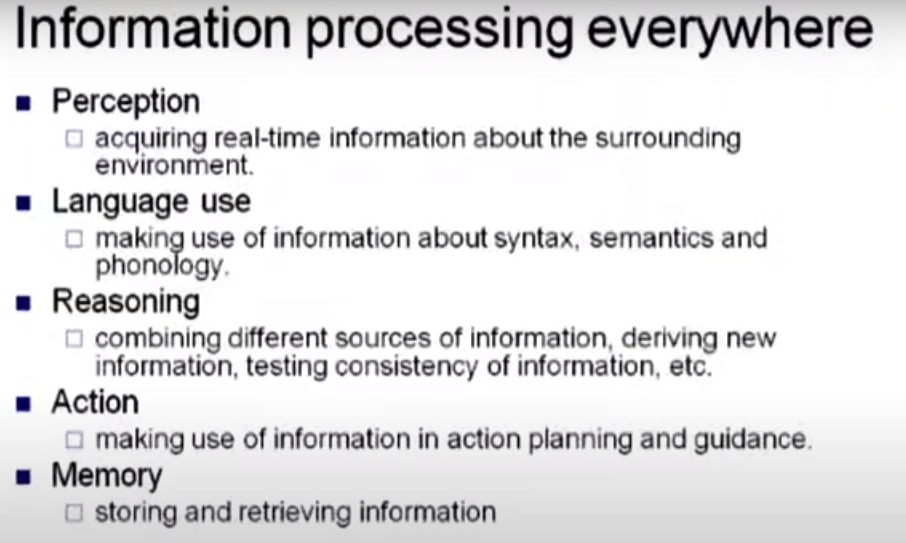 Information processing everywhere
Perception
acquiring real-time information about the surrounding
environment.
Language use
making use of information about syntax, semantics and
phonology.
Reasoning
combining different sources of information, deriving new
information, testing consistency of information, etc.
Action
making use of information in action planning and guidance.
Memory
storing and retrieving information